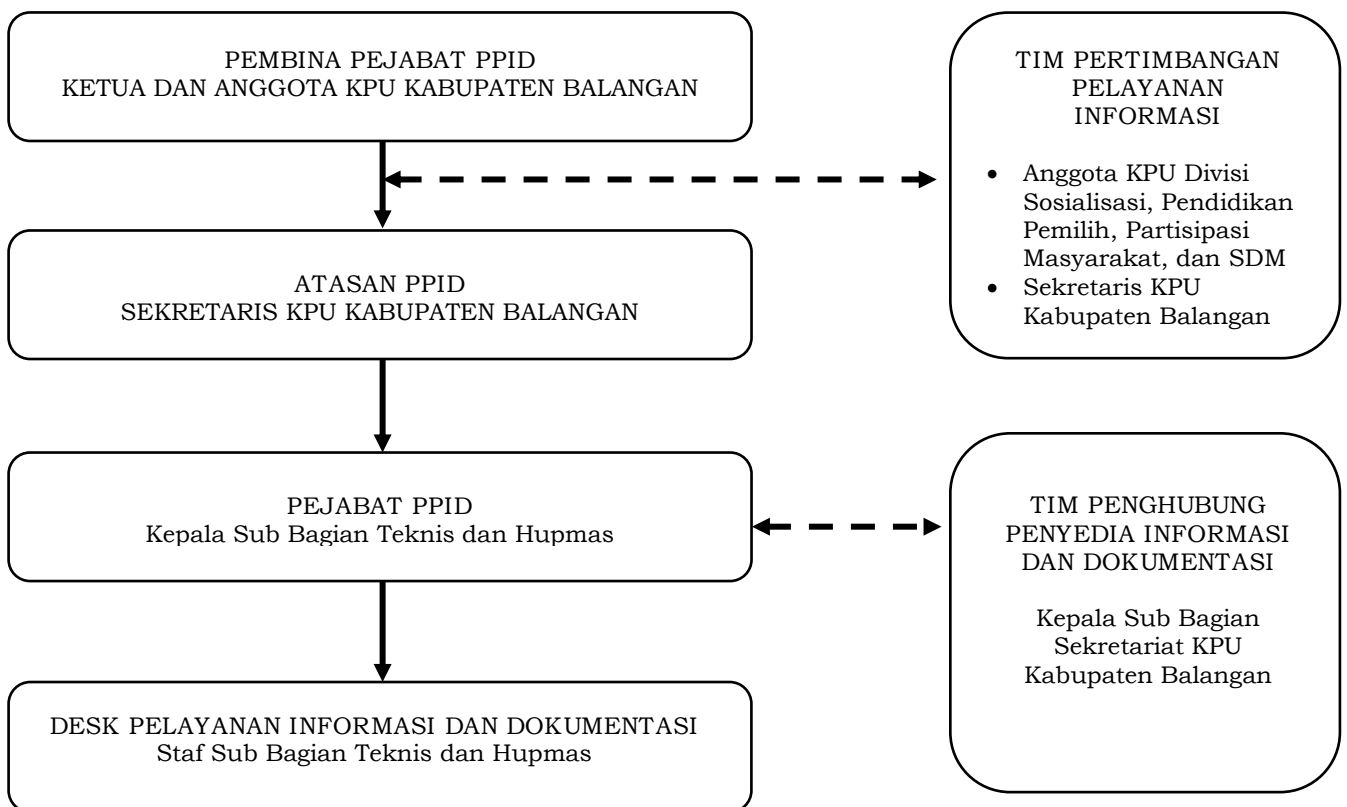 PEMBINA PEJABAT PPID
KETUA DAN ANGGOTA KPU KABUPATEN BALANGAN
TIM PERTIMBANGAN
PELAYANAN
INFORMASI
• Anggota KPU Divisi
Sosialisasi, Pendidikan
Pemilih, Partisipasi
Masyarakat, dan SDM
• Sekretaris KPU
Kabupaten Balangan
ATASAN PPID
SEKRETARIS KPU KABUPATEN BALANGAN
PEJABAT PPID
Kepala Sub Bagian Teknis dan Hupmas
TIM PENGHUBUNG
PENYEDIA INFORMASI
DAN DOKUMENTASI
Kepala Sub Bagian
Sekretariat KPU
Kabupaten Balangan
DESK PELAYANAN INFORMASI DAN DOKUMENTASI
Staf Sub Bagian Teknis dan Hupmas